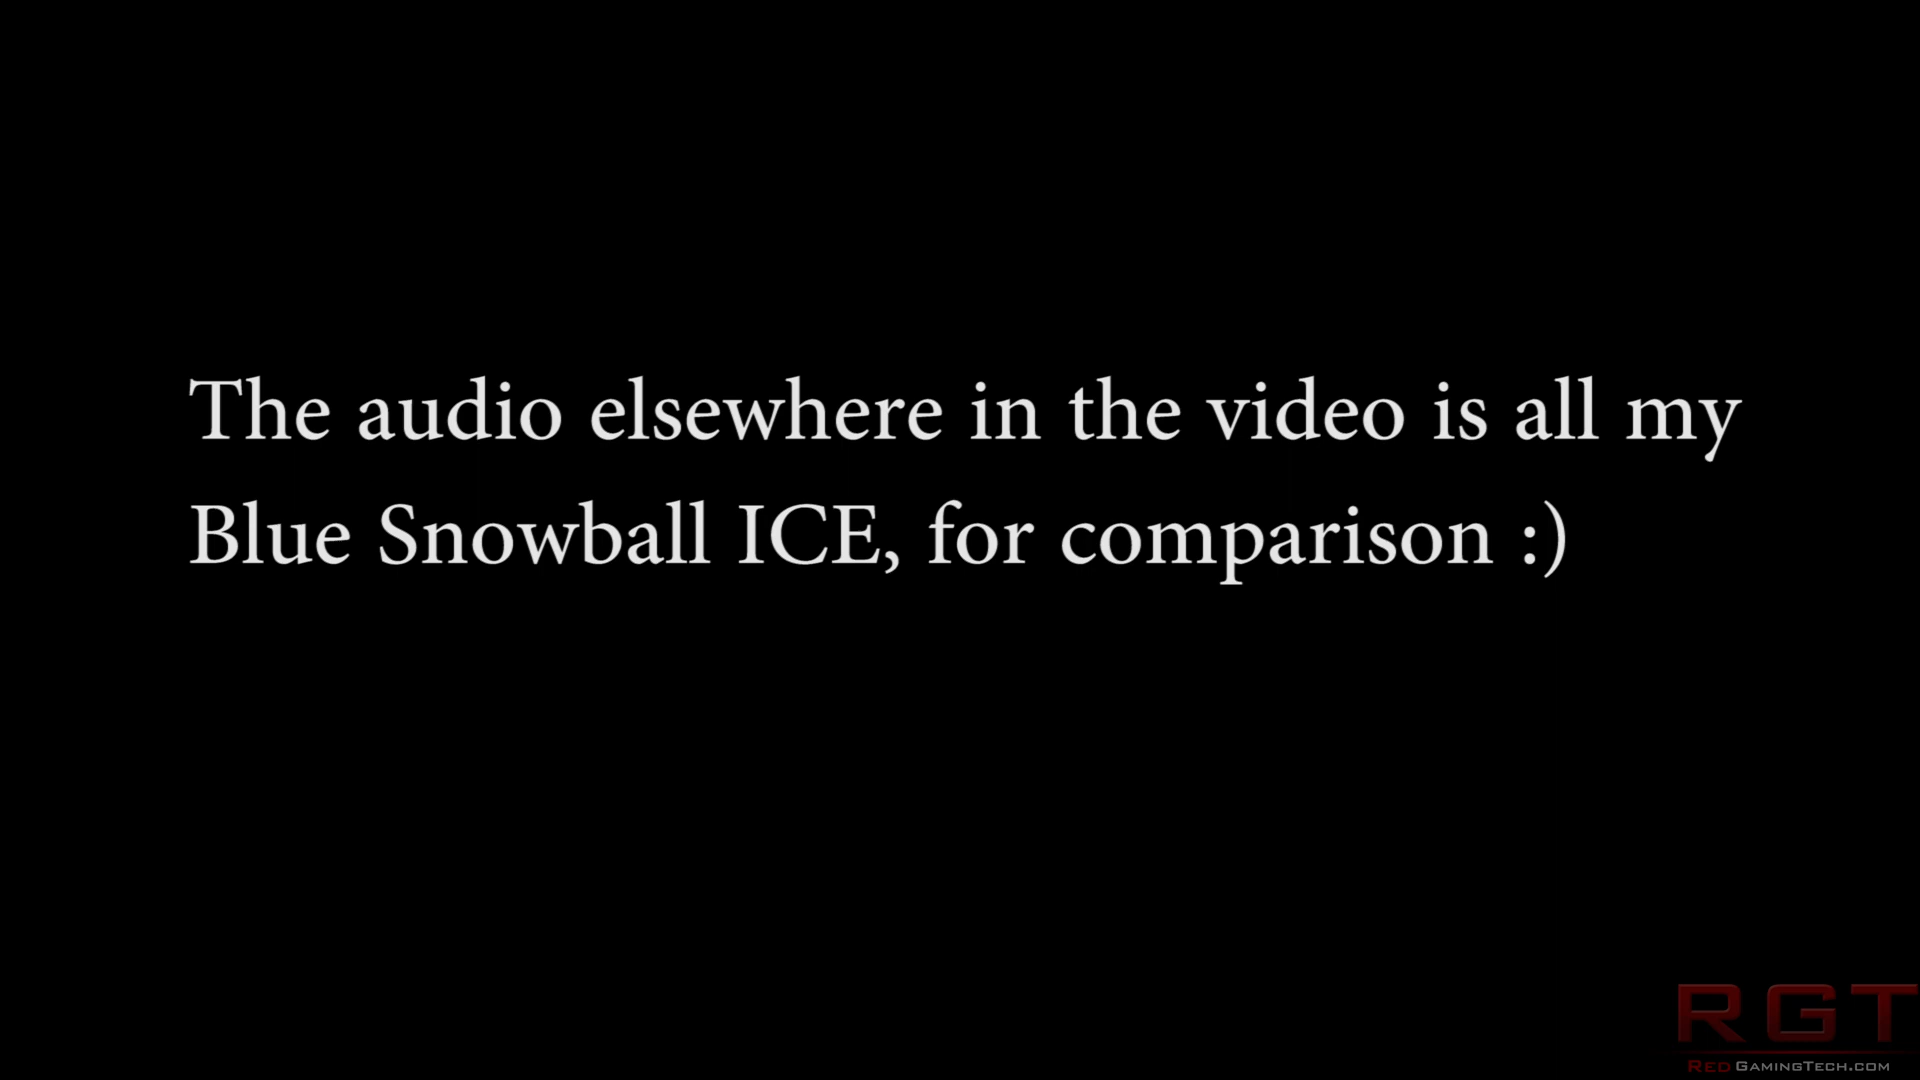 The audio elsewhere in the video is all my
Blue Snowball ICE, for comparison :)
RGT
RedGamingTech.com